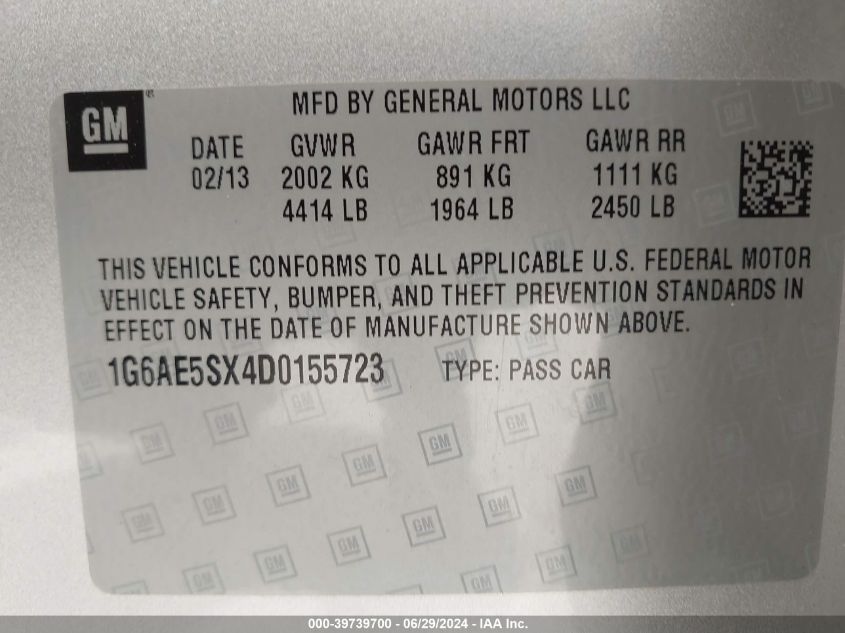 GM
MFD BY GENERAL MOTORS LLC
DATE GVWR GAWR FRT GAWR RR
02/13 2002 KG 891 KG 1111 KG
4414 LB 1964 LB 2450 LB
THIS VEHICLE CONFORMS TO ALL APPLICABLE U.S. FEDERAL MOTOR
VEHICLE SAFETY, BUMPER, AND THEFT PREVENTION STANDARDS IN
EFFECT ON THE DATE OF MANUFACTURE SHOWN ABOVE.
1G6AE5SX4D0155723 TYPE: PASS CAR
000-39739700 - 06/29/2024 - IAA Inc.